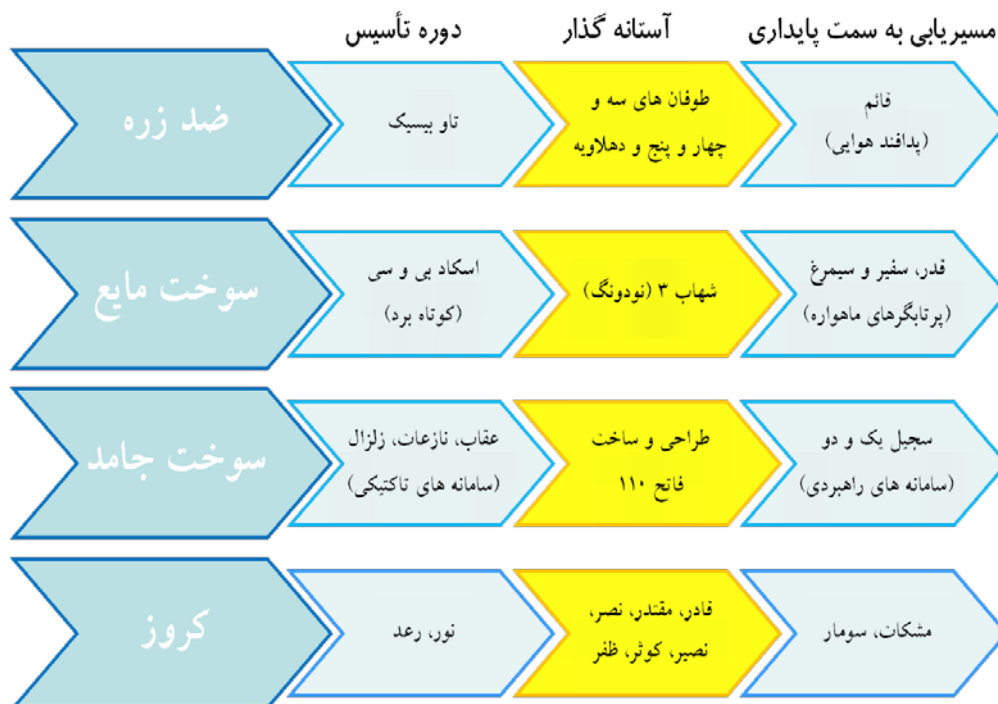 دوره تأسیس
آستانه گذار
مسیریابی به سمت پایداری
ضد زره
تاو بیسیک
طوفان های سه و
چهار و پنج و دهلاویه
قائم
(پدافند هوایی)
سوخت مایع
اسکاد بی و سی
(کوتاه برد)
شهاب ۳ (نودونگ)
قدر، سفیر و سیمرغ
(پرتابگرهای ماهواره)
سوخت جامد
عقاب، نازعات، زلزال
(سامانه های تاکتیکی)
طراحی و ساخت
فاتح ۱۱۰
سجیل یک و دو
(سامانه های راهبردی)
کروز
نور، رعد
قادر، مقتدر، نصر،
نصیر، کوثر، ظفر
مشکات، سومار